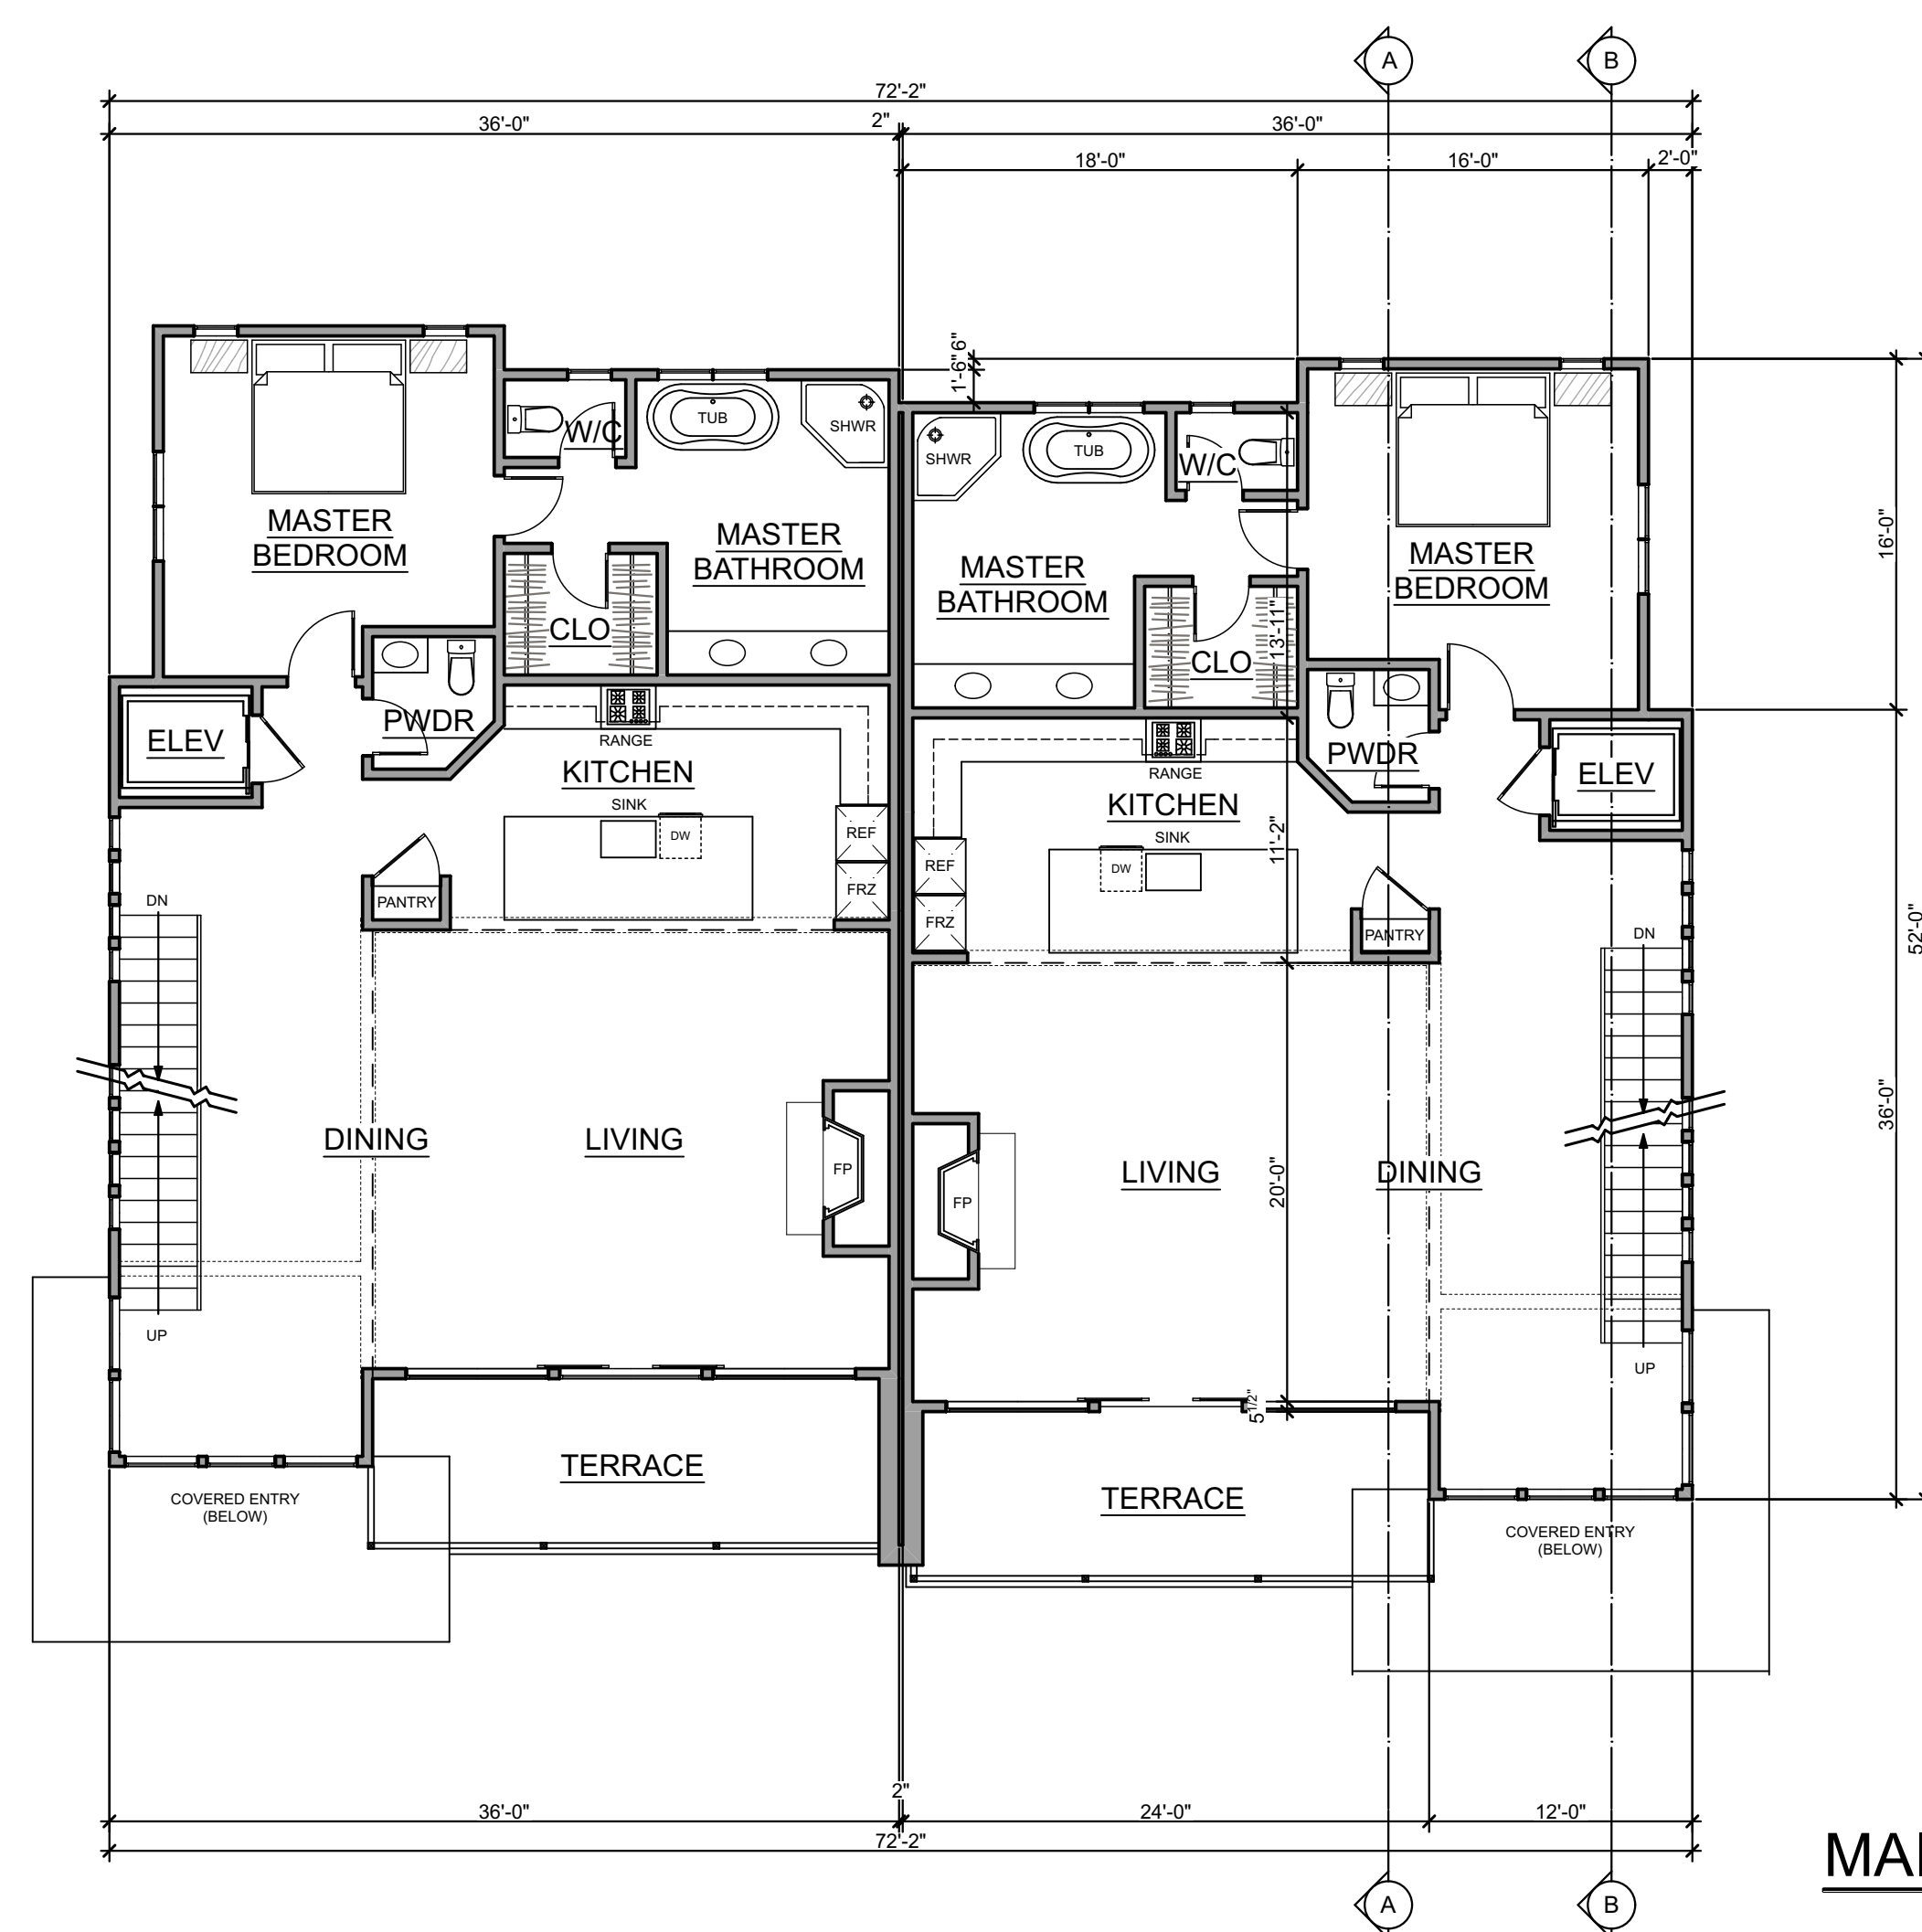 A
B
72'-2"
36'-0"
2"
36'-0"
18'-0"
16'-0"
2'-0"
6"
1'-6"
TUB
SHWR
W/C
MASTER
BEDROOM
MASTER
BATHROOM
CLO
PWDR
ELEV
RANGE
KITCHEN
SINK
DW
REF
FRZ
PANTRY
DN
DINING
LIVING
FP
UP
TERRACE
COVERED ENTRY
(BELOW)
SHWR
TUB
W/C
MASTER
BATHROOM
MASTER
BEDROOM
13'-11"
CLO
16'-0"
PWDR
ELEV
RANGE
KITCHEN
SINK
DW
11'-2"
REF
FRZ
PANTRY
DN
52'-0"
36'-0"
LIVING
DINING
20'-0"
FP
UP
5 1/2"
TERRACE
COVERED ENTRY
(BELOW)
2"
36'-0"
24'-0"
12'-0"
72'-2"
A
B